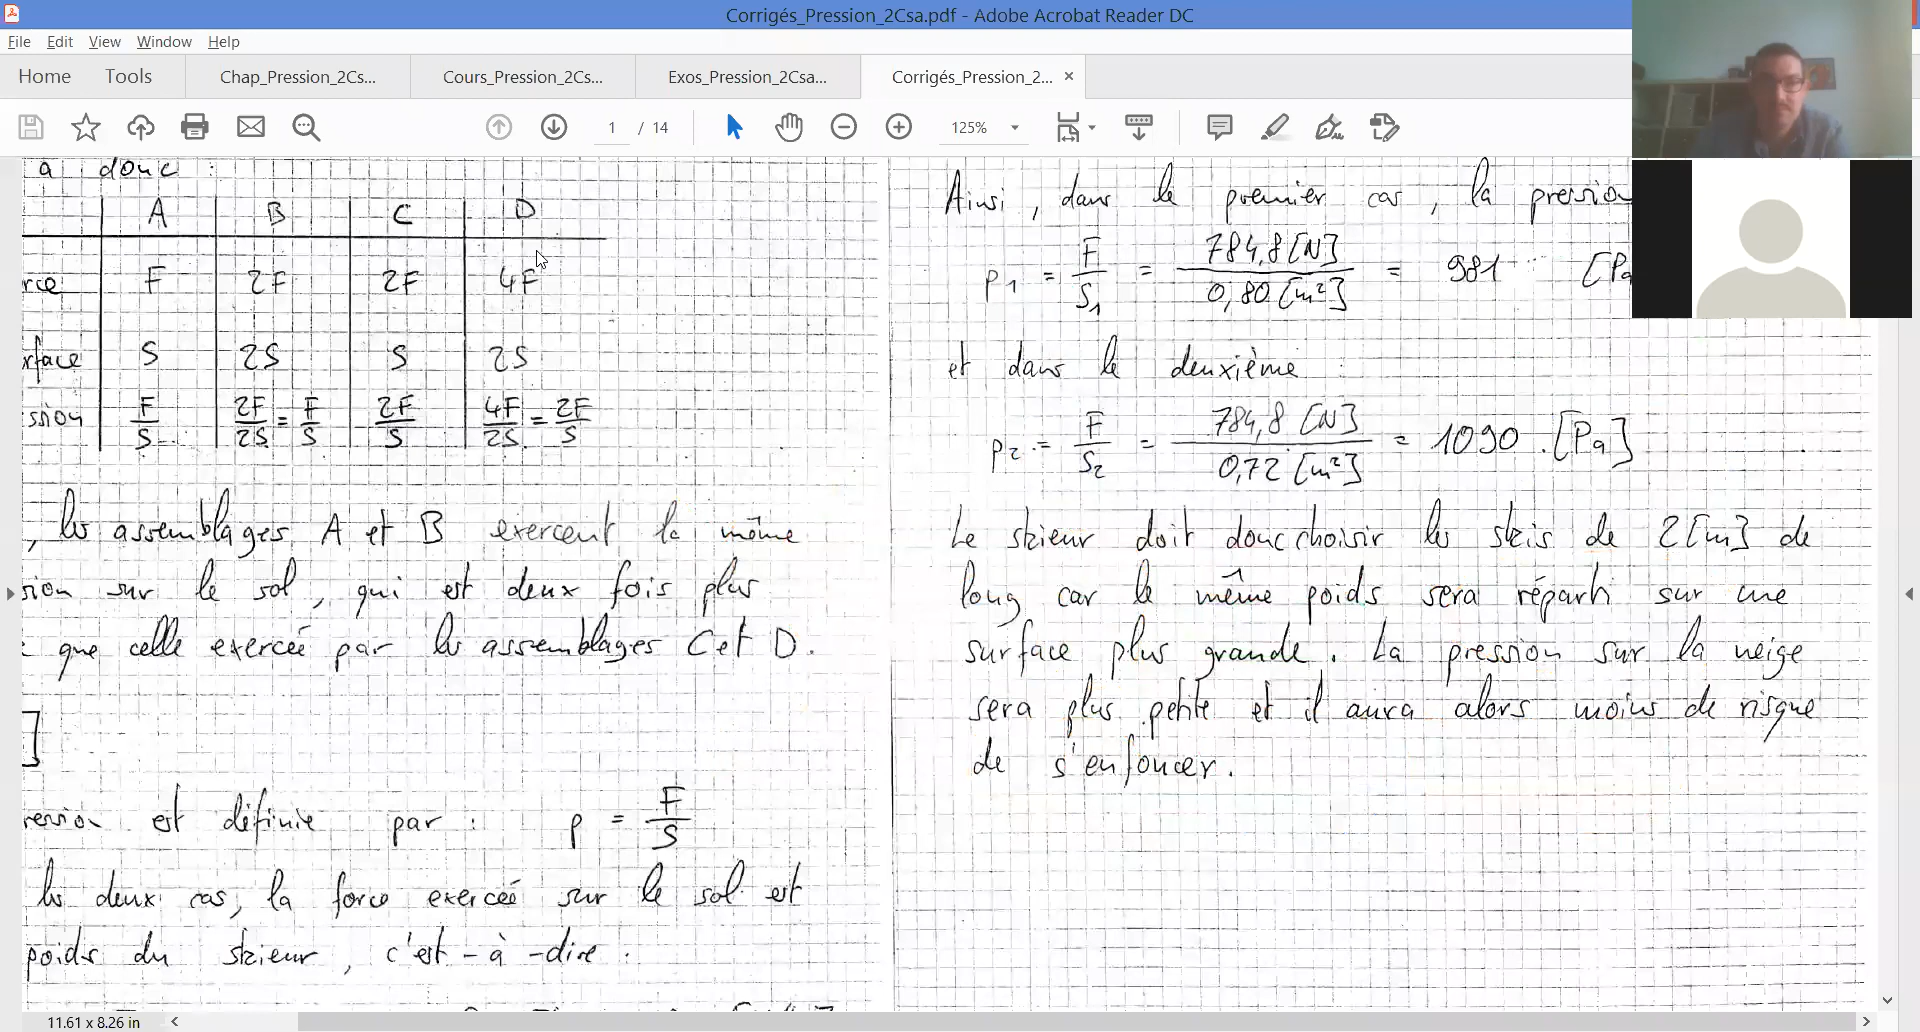 Corrigés_Pression_2Csa.pdf - Adobe Acrobat Reader DC
File Edit View Window Help
Home Tools Chap_Pression_2Cs... Cours_Pression_2Cs... Exos_Pression_2Csa... Corrigés_Pression_2... ×
1 / 14 125%
a donc :
A B C D
rce F 2F 2F 4F
rface S 2S S 2S
ssion F/S 2F/2S = F/S 2F/S 4F/2S = 2F/S
, les assemblages A et B exercent la même
sion sur le sol, qui est deux fois plus
e que celle exercée par les assemblages C et D.
]
ression est définie par : p = F/S
les deux cas, la force exercée sur le sol est
poids du skieur, c'est-à-dire :
Ainsi, dans le premier cas, la pression
p1 = F/S1 = 784,8 [N]/0,80 [m²] = 981 [Pa
et dans le deuxième :
p2 = F/S2 = 784,8 [N]/0,72 [m²] = 1090 [Pa]
Le skieur doit donc choisir les skis de 2 [m] de
long car le même poids sera réparti sur une
surface plus grande. La pression sur la neige
sera plus petite et il aura alors moins de risque
de s'enfoncer.
11.61 x 8.26 in